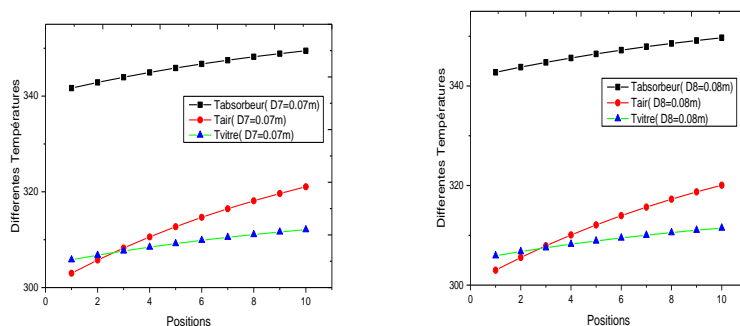 340
320
300
Differentes Températures
Tabsorbeur( D7=0.07m)
Tair( D7=0.07m)
Tvitre( D7=0.07m)
0 2 4 6 8 10
Positions
340
320
300
Differentes Températures
Tabsorbeur( D8=0.08m)
Tair( D8=0.08m)
Tvitre( D8=0.08m)
0 2 4 6 8 10
Positions